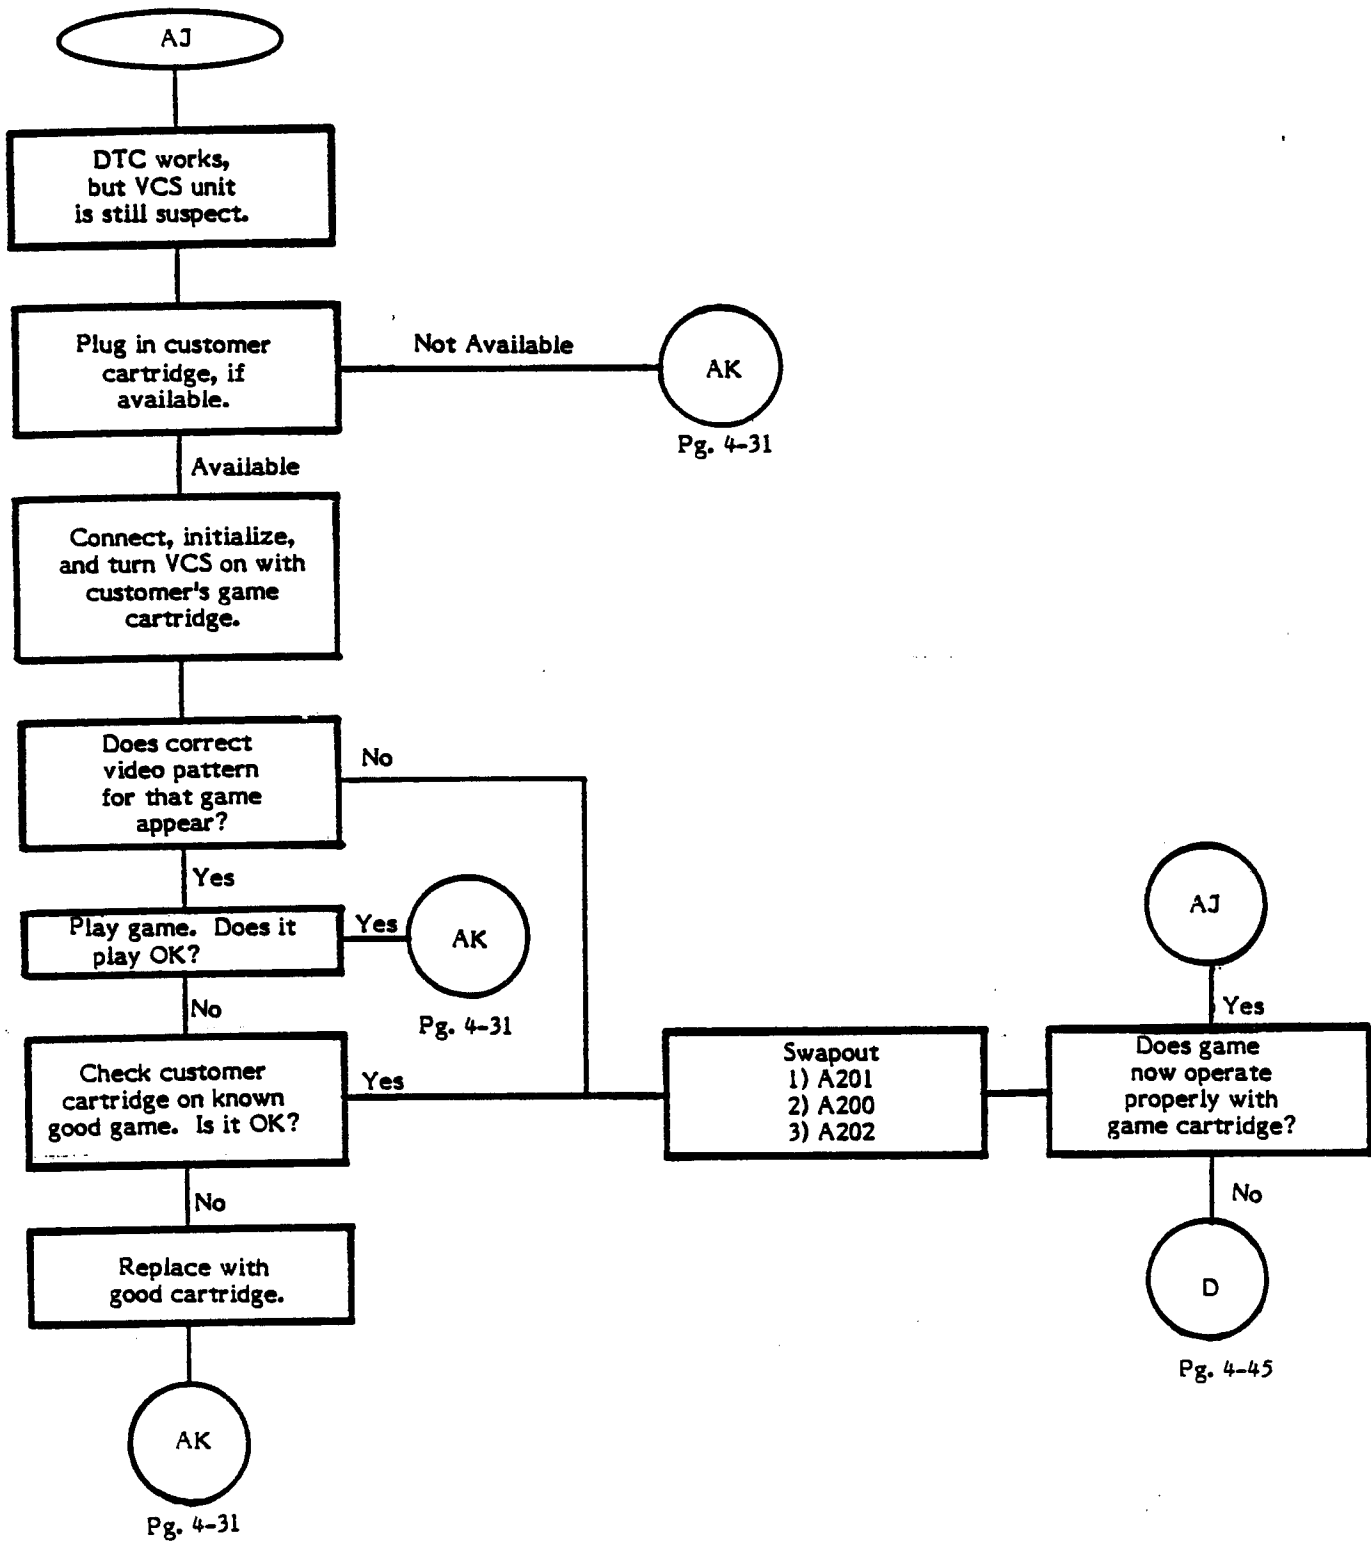 AJ
DTC works,
but VCS unit
is still suspect.
Plug in customer
cartridge, if
available.
Not Available
AK
Pg. 4-31
Available
Connect, initialize,
and turn VCS on with
customer's game
cartridge.
Does correct
video pattern
for that game
appear?
No
Yes
Play game. Does it
play OK?
Yes
AK
Pg. 4-31
No
Check customer
cartridge on known
good game. Is it OK?
Yes
Swapout
1) A201
2) A200
3) A202
AJ
Yes
Does game
now operate
properly with
game cartridge?
No
D
Pg. 4-45
No
Replace with
good cartridge.
AK
Pg. 4-31